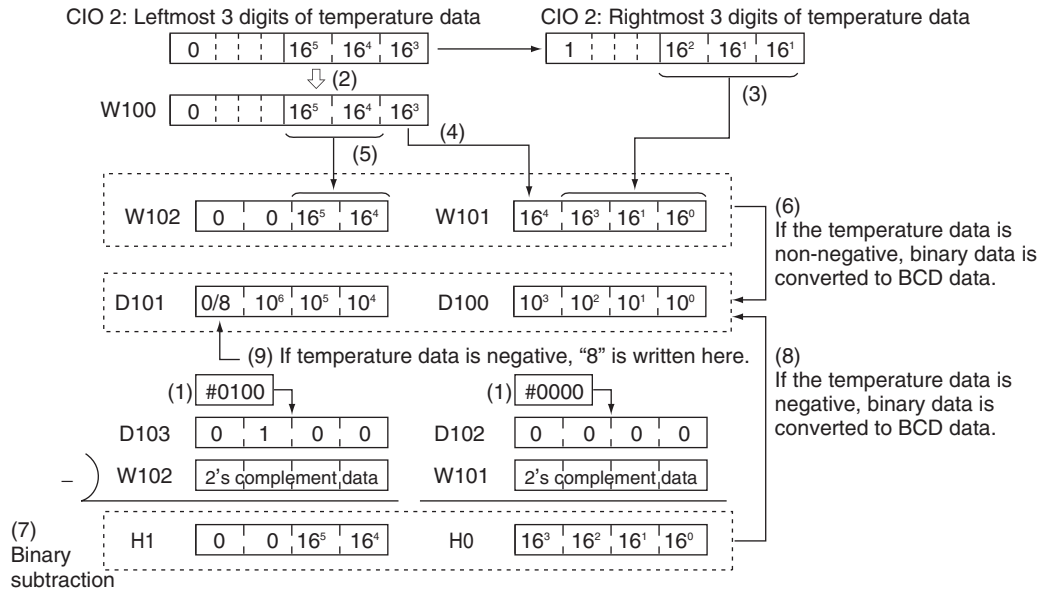 CIO 2: Leftmost 3 digits of temperature data
CIO 2: Rightmost 3 digits of temperature data
0 16⁵ 16⁴ 16³
1 16² 16¹ 16¹
(2)
(3)
W100 0 16⁵ 16⁴ 16³
(4)
(5)
W102 0 0 16⁵ 16⁴
W101 16⁴ 16³ 16¹ 16⁰
(6)
If the temperature data is
non-negative, binary data is
converted to BCD data.
D101 0/8 10⁶ 10⁵ 10⁴
D100 10³ 10² 10¹ 10⁰
(9) If temperature data is negative, “8” is written here.
(8)
If the temperature data is
negative, binary data is
converted to BCD data.
(1) #0100
(1) #0000
D103 0 1 0 0
D102 0 0 0 0
– W102 2’s complement data
W101 2’s complement data
(7)
Binary
subtraction
H1 0 0 16⁵ 16⁴
H0 16³ 16² 16¹ 16⁰